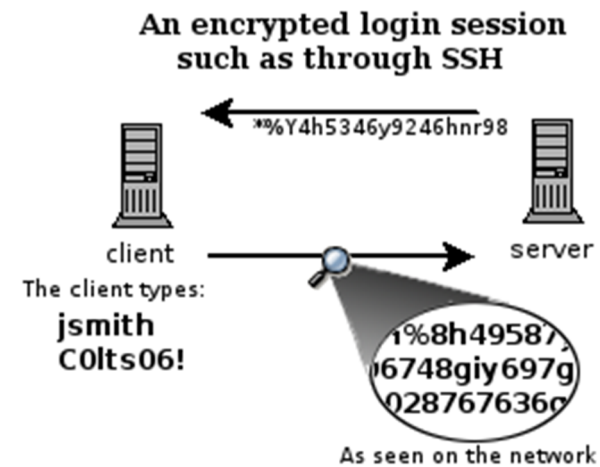 An encrypted login session
such as through SSH
*%Y4h5346y9246hnr98
client
server
The client types:
jsmith
C0lts06!
%8h49587
6748giy697g
028767636
As seen on the network